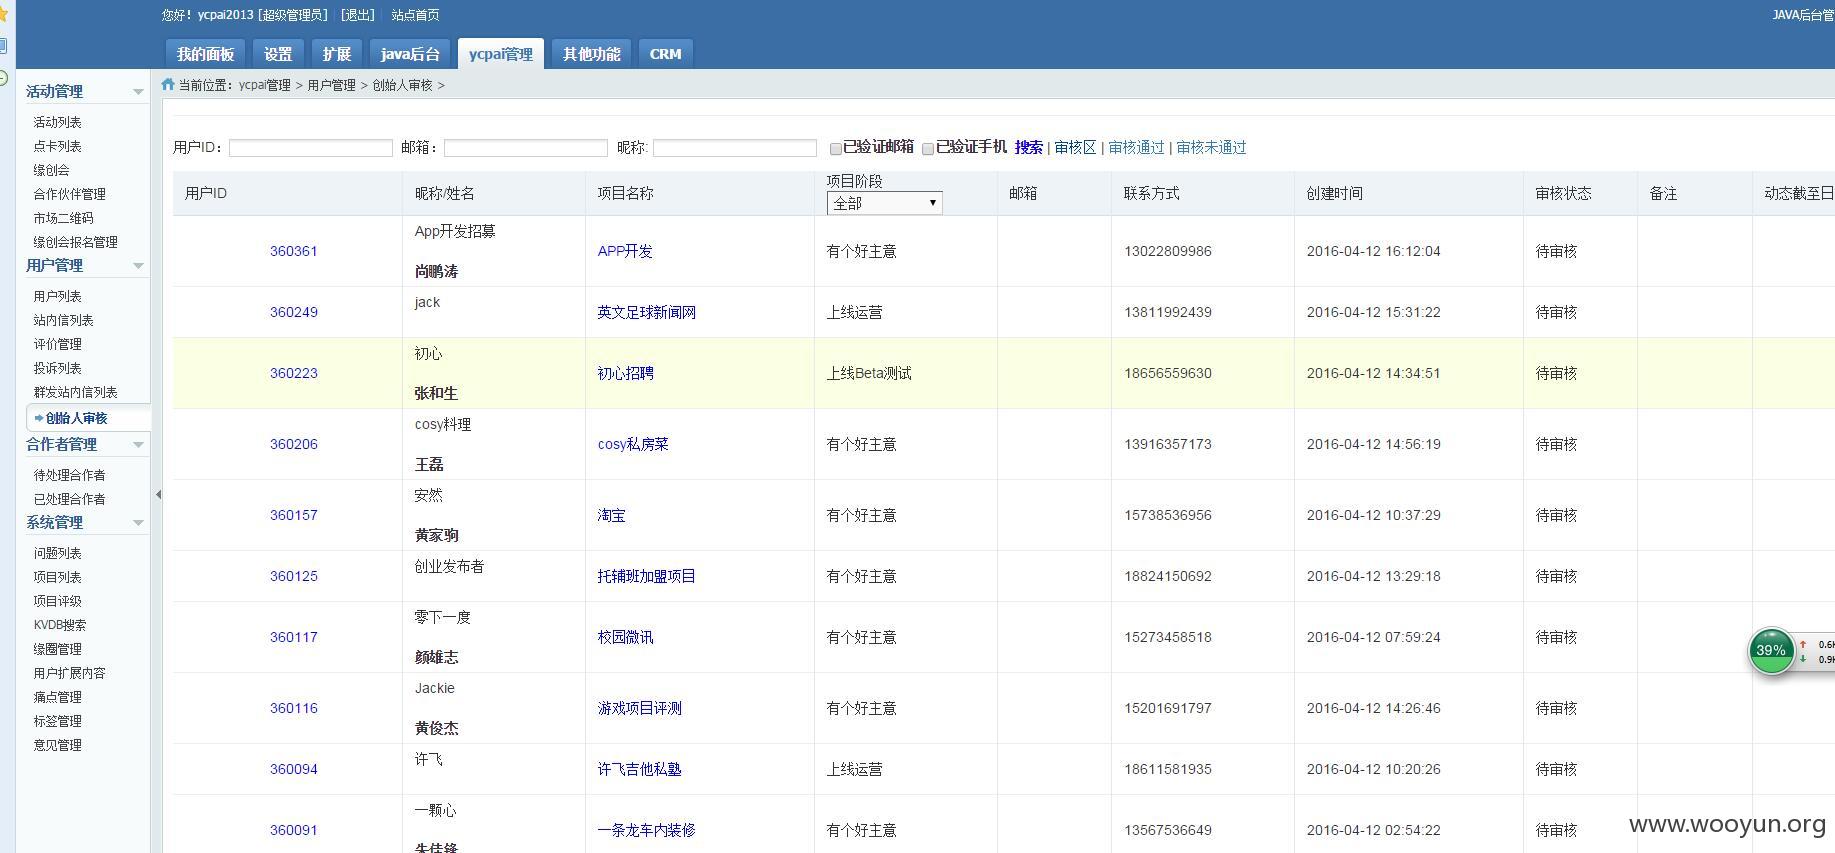 您好！ycpai2013 [超级管理员] | [退出] | 站点首页
JAVA后台管
我的面板 设置 扩展 java后台 ycpai管理 其他功能 CRM
当前位置：ycpai管理 > 用户管理 > 创始人审核 >
活动管理
活动列表
点卡列表
缘创会
合作伙伴管理
市场二维码
缘创会报名管理
用户管理
用户列表
站内信列表
评价管理
投诉列表
群发站内信列表
创始人审核
合作者管理
待处理合作者
已处理合作者
系统管理
问题列表
项目列表
项目评级
KVDB搜索
缘圈管理
用户扩展内容
痛点管理
标签管理
意见管理
用户ID： 邮箱： 昵称: 已验证邮箱 已验证手机 搜索 | 审核区 | 审核通过 | 审核未通过
用户ID 昵称/姓名 项目名称 项目阶段 全部 邮箱 联系方式 创建时间 审核状态 备注 动态截至日
360361 App开发招募 尚鹏涛 APP开发 有个好主意 13022809986 2016-04-12 16:12:04 待审核
360249 jack 英文足球新闻网 上线运营 13811992439 2016-04-12 15:31:22 待审核
360223 初心 张和生 初心招聘 上线Beta测试 18656559630 2016-04-12 14:34:51 待审核
360206 cosy料理 王磊 cosy私房菜 有个好主意 13916357173 2016-04-12 14:56:19 待审核
360157 安然 黄家驹 淘宝 有个好主意 15738536956 2016-04-12 10:37:29 待审核
360125 创业发布者 托辅班加盟项目 有个好主意 18824150692 2016-04-12 13:29:18 待审核
360117 零下一度 颜雄志 校园微讯 有个好主意 15273458518 2016-04-12 07:59:24 待审核
360116 Jackie 黄俊杰 游戏项目评测 有个好主意 15201691797 2016-04-12 14:26:46 待审核
360094 许飞 许飞吉他私塾 上线运营 18611581935 2016-04-12 10:20:26 待审核
360091 一颗心 朱佳锋 一条龙车内装修 有个好主意 13567536649 2016-04-12 02:54:22 待审核
39%
0.6K
0.9K
www.wooyun.org